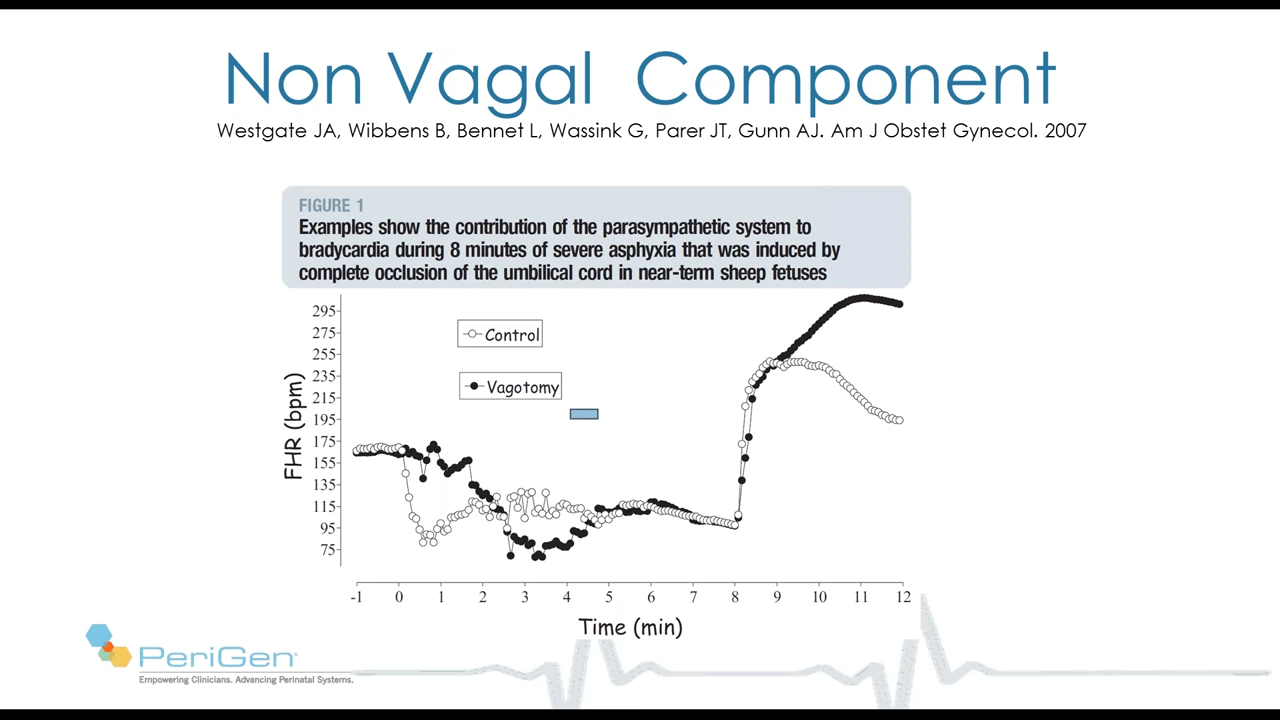 Non Vagal Component
Westgate JA, Wibbens B, Bennet L, Wassink G, Parer JT, Gunn AJ. Am J Obstet Gynecol. 2007
FIGURE 1
Examples show the contribution of the parasympathetic system to
bradycardia during 8 minutes of severe asphyxia that was induced by
complete occlusion of the umbilical cord in near-term sheep fetuses
FHR (bpm)
295
275
255
235
215
195
175
155
135
115
95
75
Control
Vagotomy
-1 0 1 2 3 4 5 6 7 8 9 10 11 12
Time (min)
PeriGen®
Empowering Clinicians. Advancing Perinatal Systems.